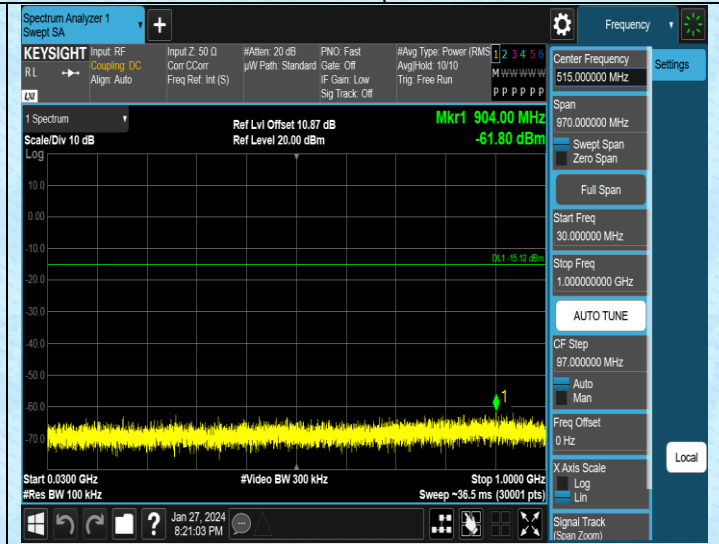 Spectrum Analyzer 1
Swept SA
+
Frequency
KEYSIGHT
RL
LXI
Input: RF
Coupling: DC
Align: Auto
Input Z: 50 Ω
Corr CCorr
Freq Ref: Int (S)
#Atten: 20 dB
µW Path: Standard
PNO: Fast
Gate: Off
IF Gain: Low
Sig Track: Off
#Avg Type: Power (RMS
Avg|Hold: 10/10
Trig: Free Run
1 2 3 4 5 6
M W W W W W
P P P P P P
1 Spectrum
Scale/Div 10 dB
Ref Lvl Offset 10.87 dB
Ref Level 20.00 dBm
Mkr1 904.00 MHz
-61.80 dBm
Log
10.0
0.00
-10.0
DL1 -15.12 dBm
-20.0
-30.0
-40.0
-50.0
-60.0
1
-70.0
Start 0.0300 GHz
#Video BW 300 kHz
Stop 1.0000 GHz
#Res BW 100 kHz
Sweep ~36.5 ms (30001 pts)
?
Jan 27, 2024
8:21:03 PM
Center Frequency
515.000000 MHz
Settings
Span
970.000000 MHz
Swept Span
Zero Span
Full Span
Start Freq
30.000000 MHz
Stop Freq
1.000000000 GHz
AUTO TUNE
CF Step
97.000000 MHz
Auto
Man
Freq Offset
0 Hz
Local
X Axis Scale
Log
Lin
Signal Track
(Span Zoom)